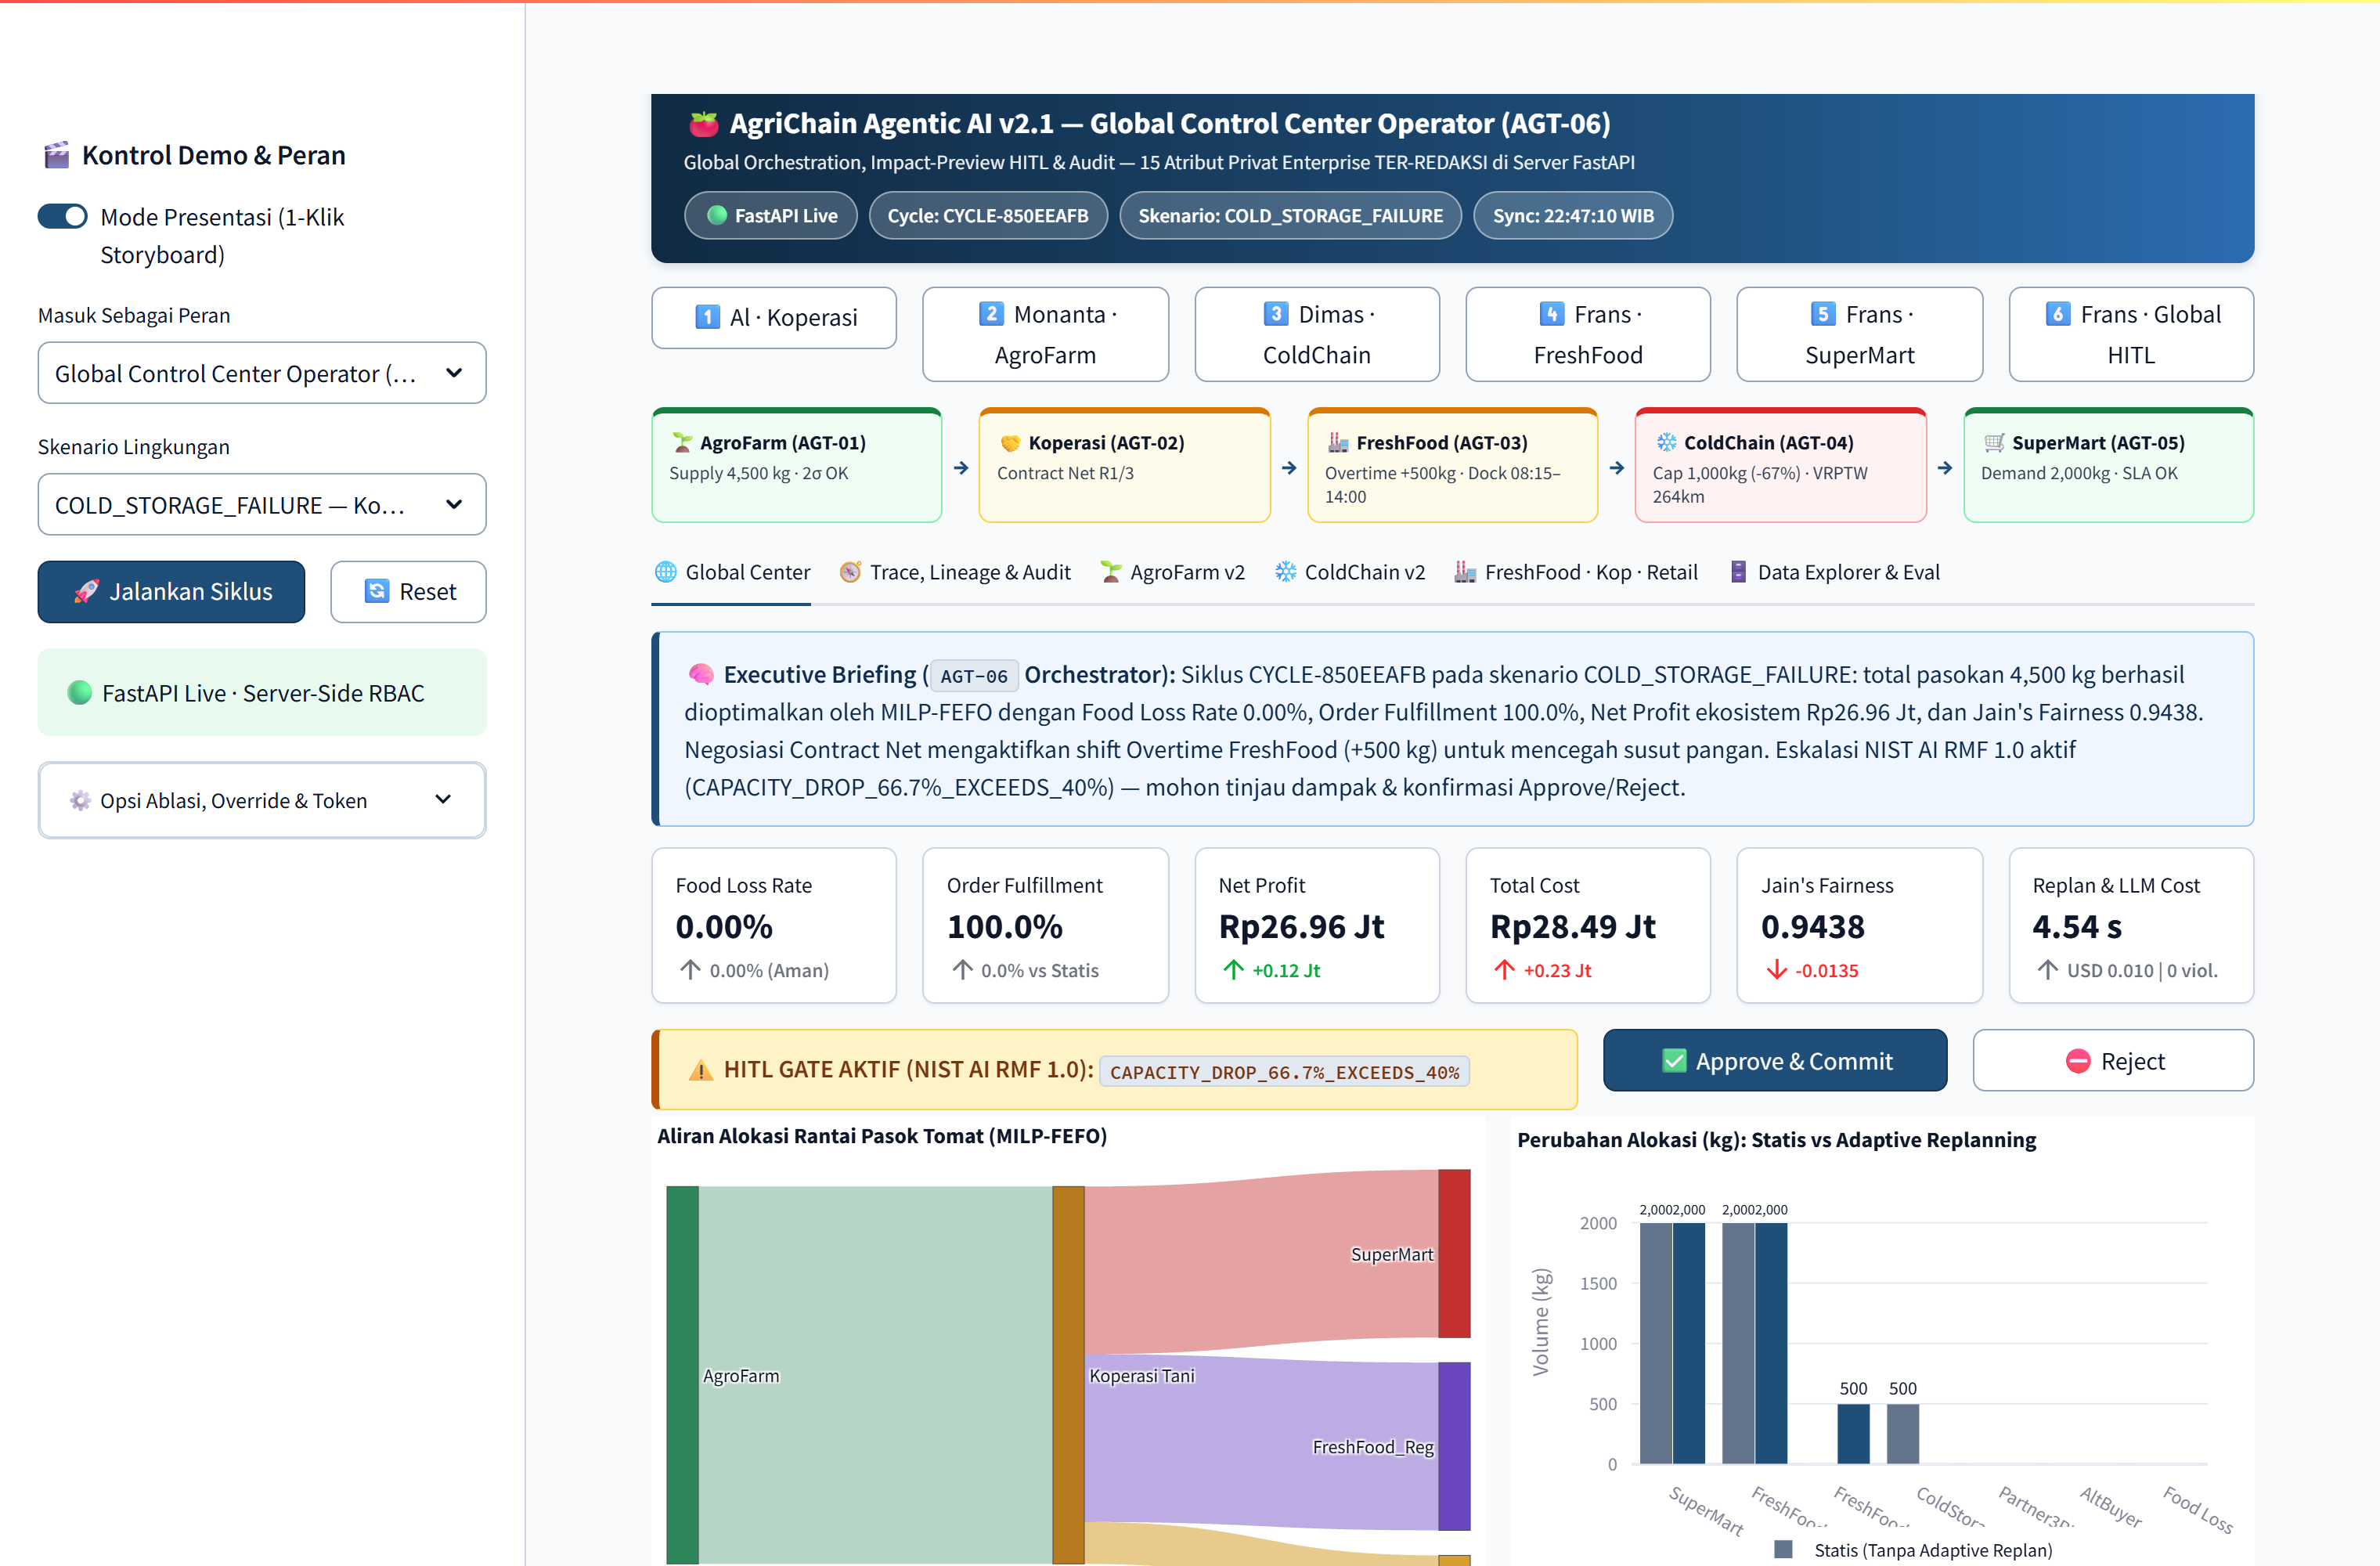 Kontrol Demo & Peran
Mode Presentasi (1-Klik
Storyboard)
Masuk Sebagai Peran
Global Control Center Operator (…
Skenario Lingkungan
COLD_STORAGE_FAILURE — Ko…
Jalankan Siklus
Reset
FastAPI Live · Server-Side RBAC
Opsi Ablasi, Override & Token
AgriChain Agentic AI v2.1 — Global Control Center Operator (AGT-06)
Global Orchestration, Impact-Preview HITL & Audit — 15 Atribut Privat Enterprise TER-REDAKSI di Server FastAPI
FastAPI Live
Cycle: CYCLE-850EEAFB
Skenario: COLD_STORAGE_FAILURE
Sync: 22:47:10 WIB
1 Al · Koperasi
2 Monanta ·
AgroFarm
3 Dimas ·
ColdChain
4 Frans ·
FreshFood
5 Frans ·
SuperMart
6 Frans · Global
HITL
AgroFarm (AGT-01)
Supply 4,500 kg · 2σ OK
Koperasi (AGT-02)
Contract Net R1/3
FreshFood (AGT-03)
Overtime +500kg · Dock 08:15–
14:00
ColdChain (AGT-04)
Cap 1,000kg (-67%) · VRPTW
264km
SuperMart (AGT-05)
Demand 2,000kg · SLA OK
Global Center
Trace, Lineage & Audit
AgroFarm v2
ColdChain v2
FreshFood · Kop · Retail
Data Explorer & Eval
Executive Briefing ( AGT-06 Orchestrator): Siklus CYCLE-850EEAFB pada skenario COLD_STORAGE_FAILURE: total pasokan 4,500 kg berhasil
dioptimalkan oleh MILP-FEFO dengan Food Loss Rate 0.00%, Order Fulfillment 100.0%, Net Profit ekosistem Rp26.96 Jt, dan Jain's Fairness 0.9438.
Negosiasi Contract Net mengaktifkan shift Overtime FreshFood (+500 kg) untuk mencegah susut pangan. Eskalasi NIST AI RMF 1.0 aktif
(CAPACITY_DROP_66.7%_EXCEEDS_40%) — mohon tinjau dampak & konfirmasi Approve/Reject.
Food Loss Rate
0.00%
↑ 0.00% (Aman)
Order Fulfillment
100.0%
↑ 0.0% vs Statis
Net Profit
Rp26.96 Jt
↑ +0.12 Jt
Total Cost
Rp28.49 Jt
↑ +0.23 Jt
Jain's Fairness
0.9438
↓ -0.0135
Replan & LLM Cost
4.54 s
↑ USD 0.010 | 0 viol.
HITL GATE AKTIF (NIST AI RMF 1.0): CAPACITY_DROP_66.7%_EXCEEDS_40%
Approve & Commit
Reject
Aliran Alokasi Rantai Pasok Tomat (MILP-FEFO)
SuperMart
AgroFarm
Koperasi Tani
FreshFood_Reg
Perubahan Alokasi (kg): Statis vs Adaptive Replanning
2,000 2,000 2,000 2,000
500 500
Volume (kg)
2000
1500
1000
500
0
SuperMart
FreshFoo
FreshFoo
ColdStor
Partner3P
AltBuyer
Food Loss
Statis (Tanpa Adaptive Replan)